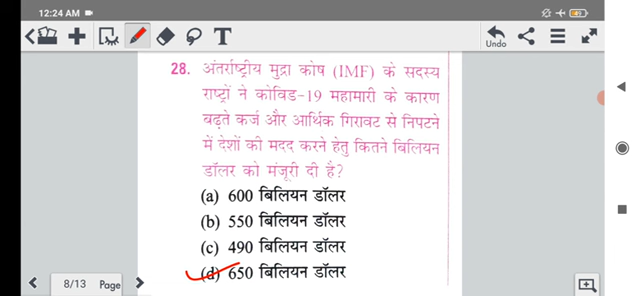 12:24 AM
T
Undo
28. अंतर्राष्ट्रीय मुद्रा कोष (IMF) के सदस्य
राष्ट्रों ने कोविड-19 महामारी के कारण
बढ़ते कर्ज और आर्थिक गिरावट से निपटने
में देशों की मदद करने हेतु कितने बिलियन
डॉलर को मंजूरी दी है?
(a) 600 बिलियन डॉलर
(b) 550 बिलियन डॉलर
(c) 490 बिलियन डॉलर
(d) 650 बिलियन डॉलर
8/13 Page